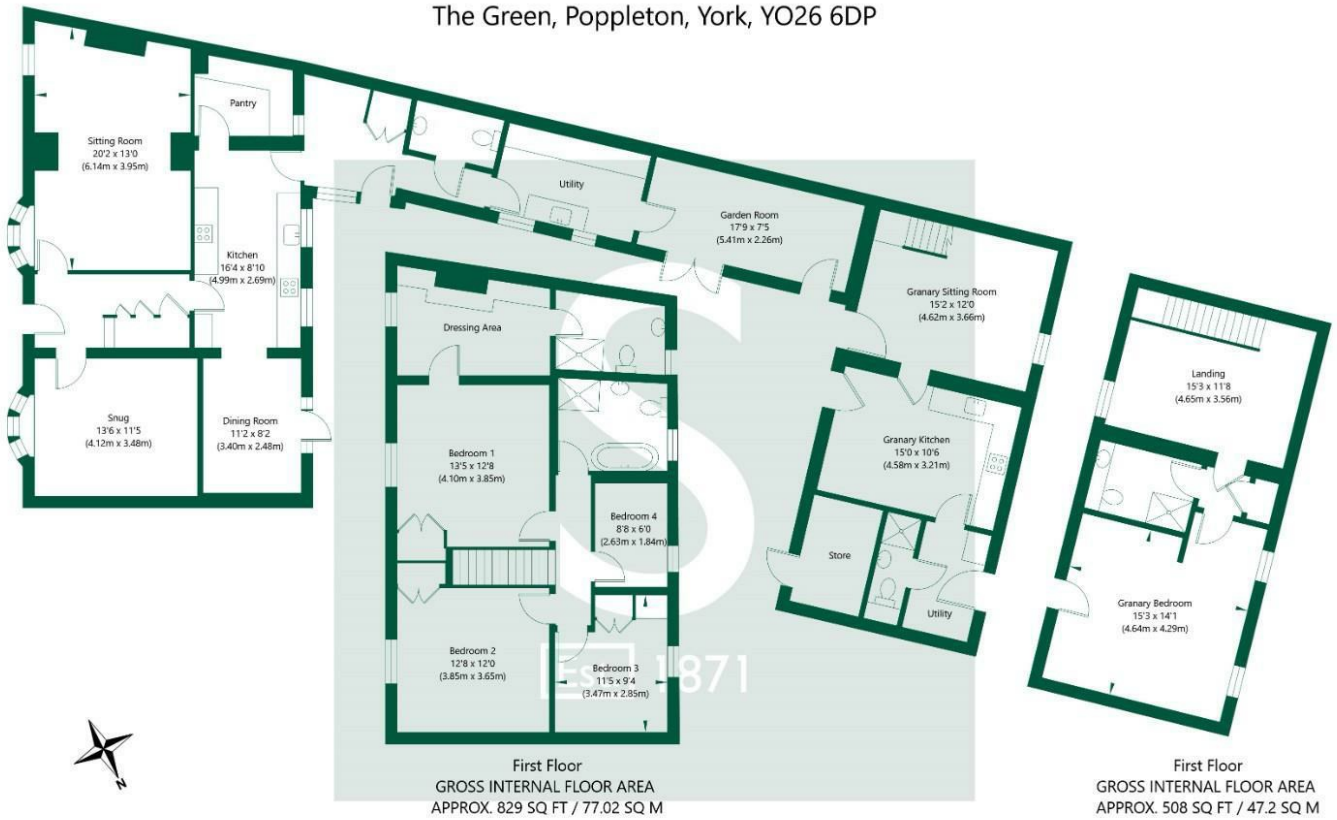 The Green, Poppleton, York, YO26 6DP
Sitting Room
20'2 x 13'0
(6.14m x 3.95m)
Pantry
Kitchen
16'4 x 8'10
(4.99m x 2.69m)
Utility
Garden Room
17'9 x 7'5
(5.41m x 2.26m)
Granary Sitting Room
15'2 x 12'0
(4.62m x 3.66m)
Snug
13'6 x 11'5
(4.12m x 3.48m)
Dining Room
11'2 x 8'2
(3.40m x 2.48m)
Dressing Area
Bedroom 1
13'5 x 12'8
(4.10m x 3.85m)
Bedroom 4
8'8 x 6'0
(2.63m x 1.84m)
Bedroom 2
12'8 x 12'0
(3.85m x 3.65m)
Bedroom 3
11'5 x 9'4
(3.47m x 2.85m)
Granary Kitchen
15'0 x 10'6
(4.58m x 3.21m)
Store
Utility
Landing
15'3 x 11'8
(4.65m x 3.56m)
Granary Bedroom
15'3 x 14'1
(4.64m x 4.29m)
S
Est 1871
N
First Floor
GROSS INTERNAL FLOOR AREA
APPROX. 829 SQ FT / 77.02 SQ M
First Floor
GROSS INTERNAL FLOOR AREA
APPROX. 508 SQ FT / 47.2 SQ M